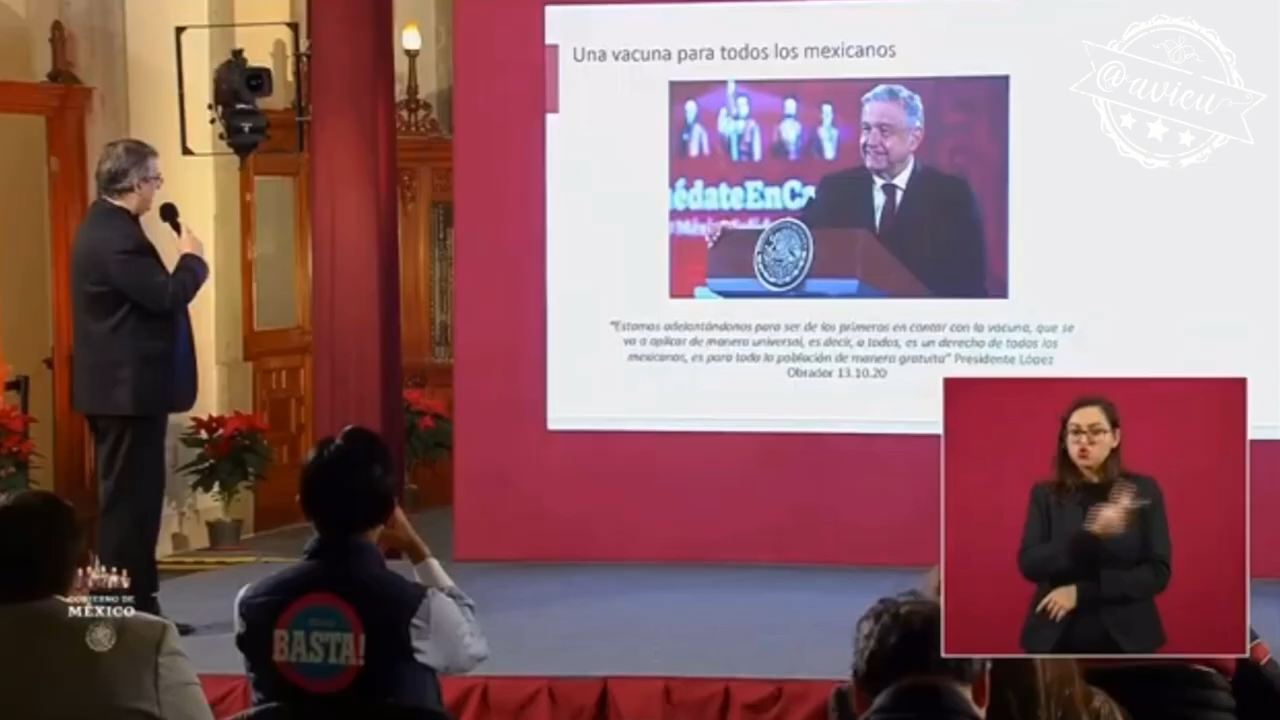 Una vacuna para todos los mexicanos
@avicu
édateEnCa
"Estamos adelantándonos para ser de los primeros en contar con la vacuna, que se
va a aplicar de manera universal, es decir, a todos, es un derecho de todos los
mexicanos, es para toda la población de manera gratuita" Presidente López
Obrador 13.10.20
BASTA!
GOBIERNO DE
MÉXICO